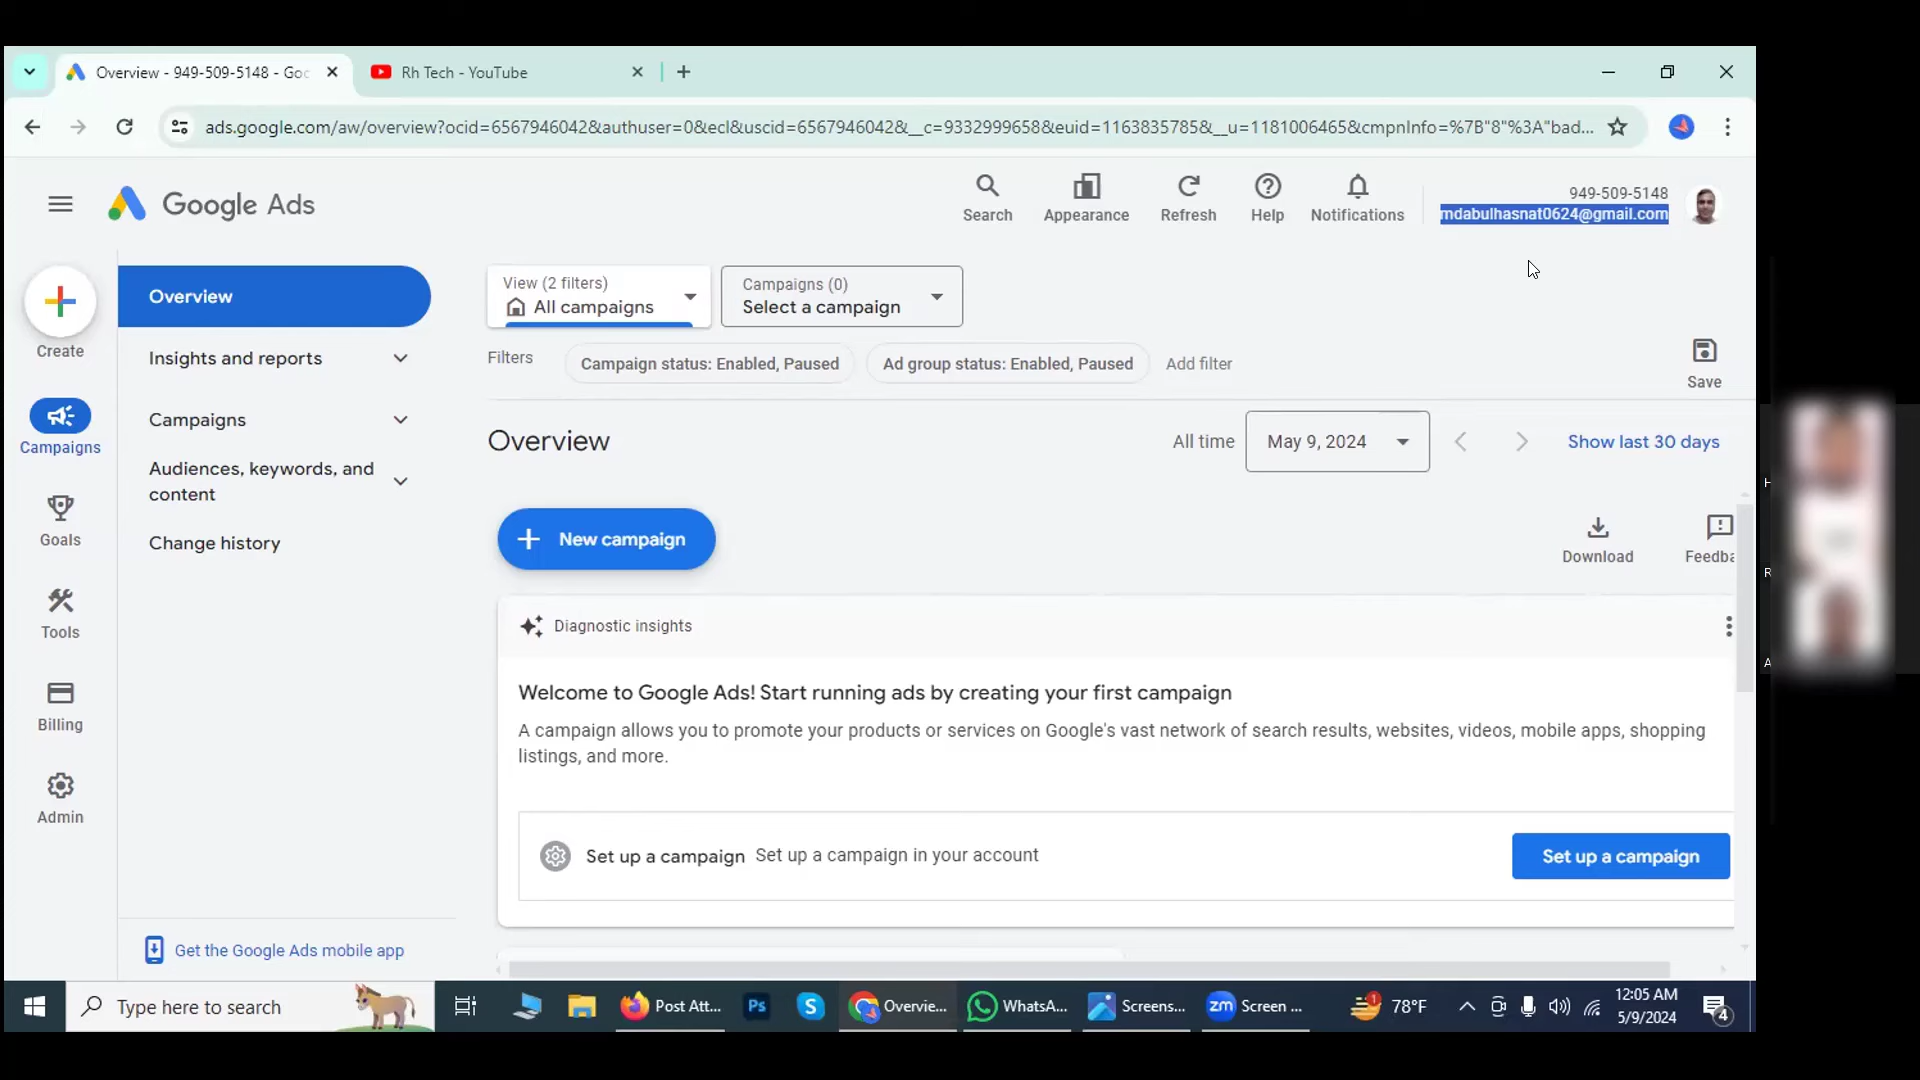 Overview - 949-509-5148 - Goo
Rh Tech - YouTube
ads.google.com/aw/overview?ocid=6567946042&authuser=0&ecl&uscid=6567946042&__c=9332999658&euid=1163835785&__u=1181006465&cmpnInfo=%7B"8"%3A"bad...
Google Ads
Search
Appearance
Refresh
Help
Notifications
949-509-5148
mdabulhasnat0624@gmail.com
Create
Campaigns
Goals
Tools
Billing
Admin
Overview
Insights and reports
Campaigns
Audiences, keywords, and
content
Change history
Get the Google Ads mobile app
View (2 filters)
All campaigns
Campaigns (0)
Select a campaign
Filters
Campaign status: Enabled, Paused
Ad group status: Enabled, Paused
Add filter
Save
Overview
All time
May 9, 2024
Show last 30 days
New campaign
Download
Feedba
Diagnostic insights
Welcome to Google Ads! Start running ads by creating your first campaign
A campaign allows you to promote your products or services on Google's vast network of search results, websites, videos, mobile apps, shopping
listings, and more.
Set up a campaign Set up a campaign in your account
Set up a campaign
H
R
A
Type here to search
Post Att...
Ps
Overvie...
WhatsA...
Screens...
zm
Screen ...
1
78°F
12:05 AM
5/9/2024
4